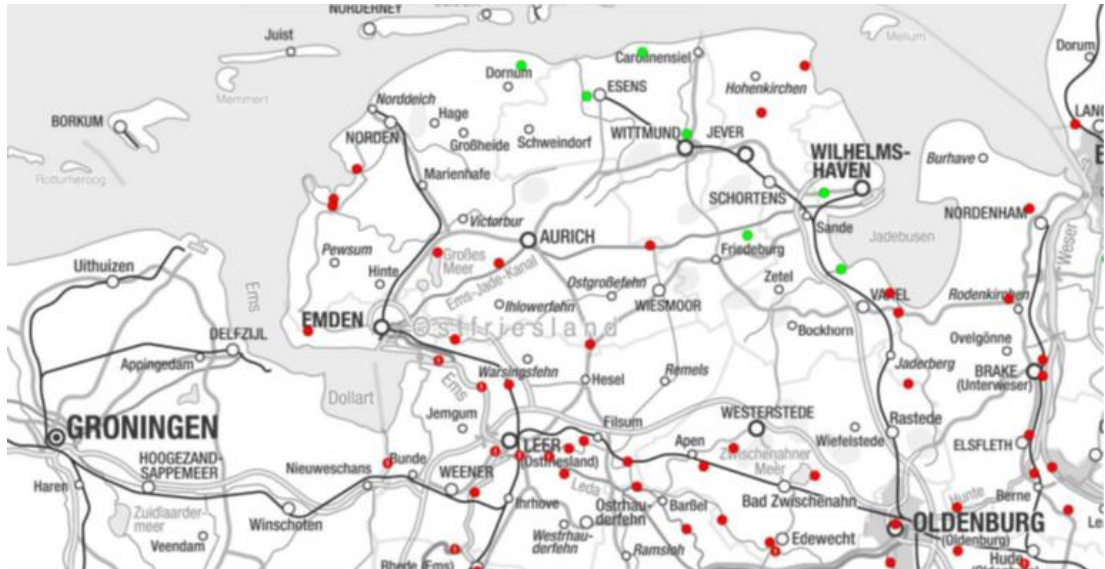 NORDERNEY
Juist
Memmert
BORKUM
Rottumeroog
Dornum
Carolinensiel
Mellum
Dorum
Hohenkirchen
ESENS
Norddeich
Hage
NORDEN
Großheide
Schweindorf
WITTMUND
JEVER
LANG
WILHELMS-
HAVEN
Burhave
Marienhafe
SCHORTENS
Victorbur
NORDENHAM
AURICH
Sande
Jadebusen
Weser
Pewsum
Großes
Meer
Friedeburg
Uithuizen
Hinte
Ems-Jade-Kanal
Ostgroßefehn
Zetel
Ems
Ihlowerfehn
WIESMOOR
VAREL
Rodenkirchen
EMDEN
Ostfriesland
Bockhorn
DELFZIJL
Ovelgönne
Appingedam
Warsingsfehn
Jaderberg
Ems
Hesel
Remels
BRAKE
(Unterweser)
Dollart
Jemgum
WESTERSTEDE
GRONINGEN
Filsum
Rastede
Apen
Wiefelstede
ELSFLETH
LEER
(Ostfriesland)
HOOGEZAND-
SAPPEMEER
Nieuweschans
Bunde
WEENER
Zwischenahner
Meer
Haren
Leda
Bad Zwischenahn
Berne
Zuidlaarder-
meer
Winschoten
Ihrhove
Ostrhau-
derfehn
Barßel
Hunte
OLDENBURG
(Oldenburg)
Veendam
Westrhau-
derfehn
Ramsloh
Edewecht
Rhede (Ems)
Hude